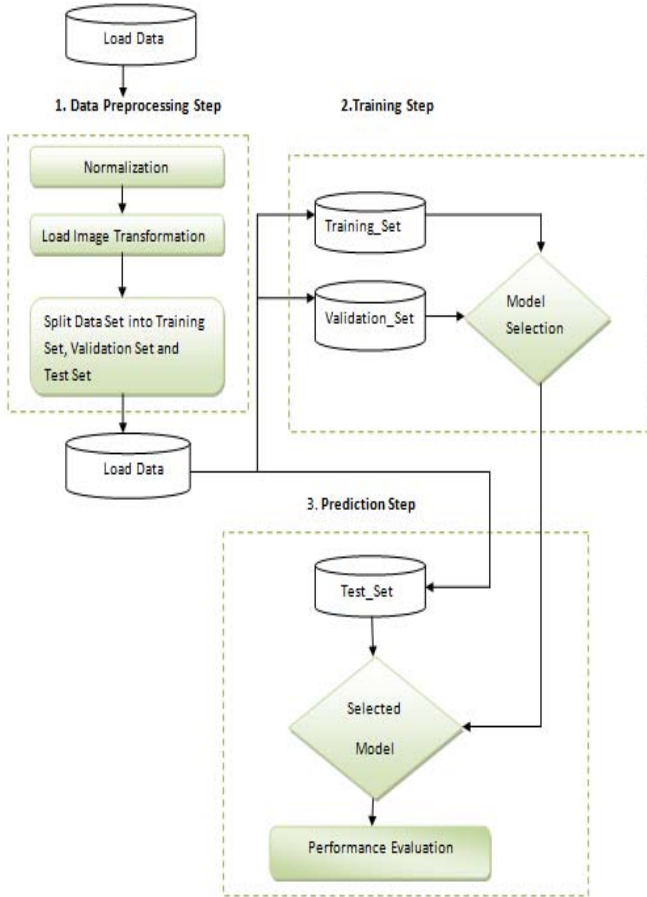 Load Data
1. Data Preprocessing Step
Normalization
Load Image Transformation
Split Data Set into Training
Set, Validation Set and
Test Set
Load Data
2.Training Step
Training_Set
Validation_Set
Model
Selection
3. Prediction Step
Test_Set
Selected
Model
Performance Evaluation